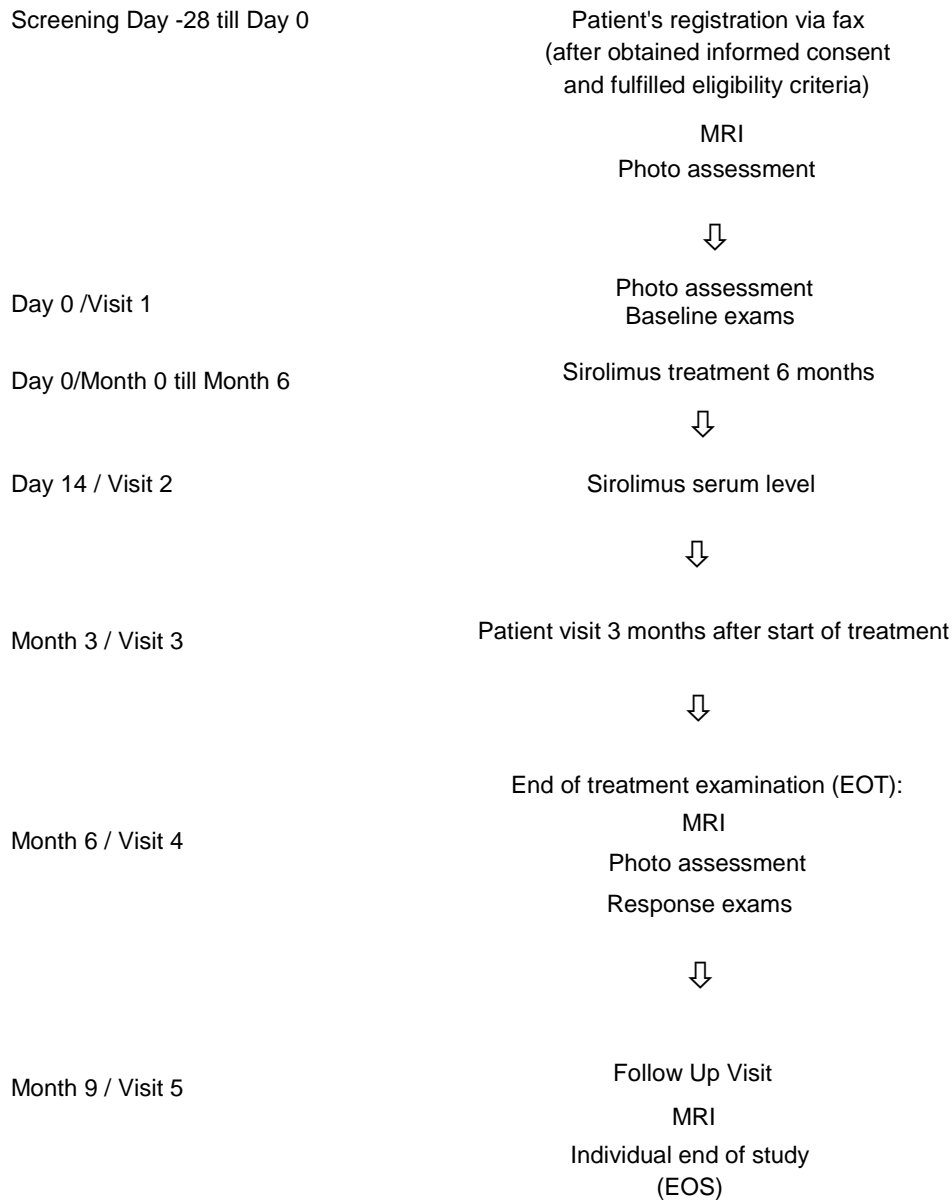 Screening Day -28 till Day 0
Patient's registration via fax
(after obtained informed consent
and fulfilled eligibility criteria)
MRI
Photo assessment
⇩
Day 0 /Visit 1
Photo assessment
Baseline exams
Day 0/Month 0 till Month 6
Sirolimus treatment 6 months
⇩
Day 14 / Visit 2
Sirolimus serum level
⇩
Month 3 / Visit 3
Patient visit 3 months after start of treatment
⇩
Month 6 / Visit 4
End of treatment examination (EOT):
MRI
Photo assessment
Response exams
⇩
Month 9 / Visit 5
Follow Up Visit
MRI
Individual end of study
(EOS)